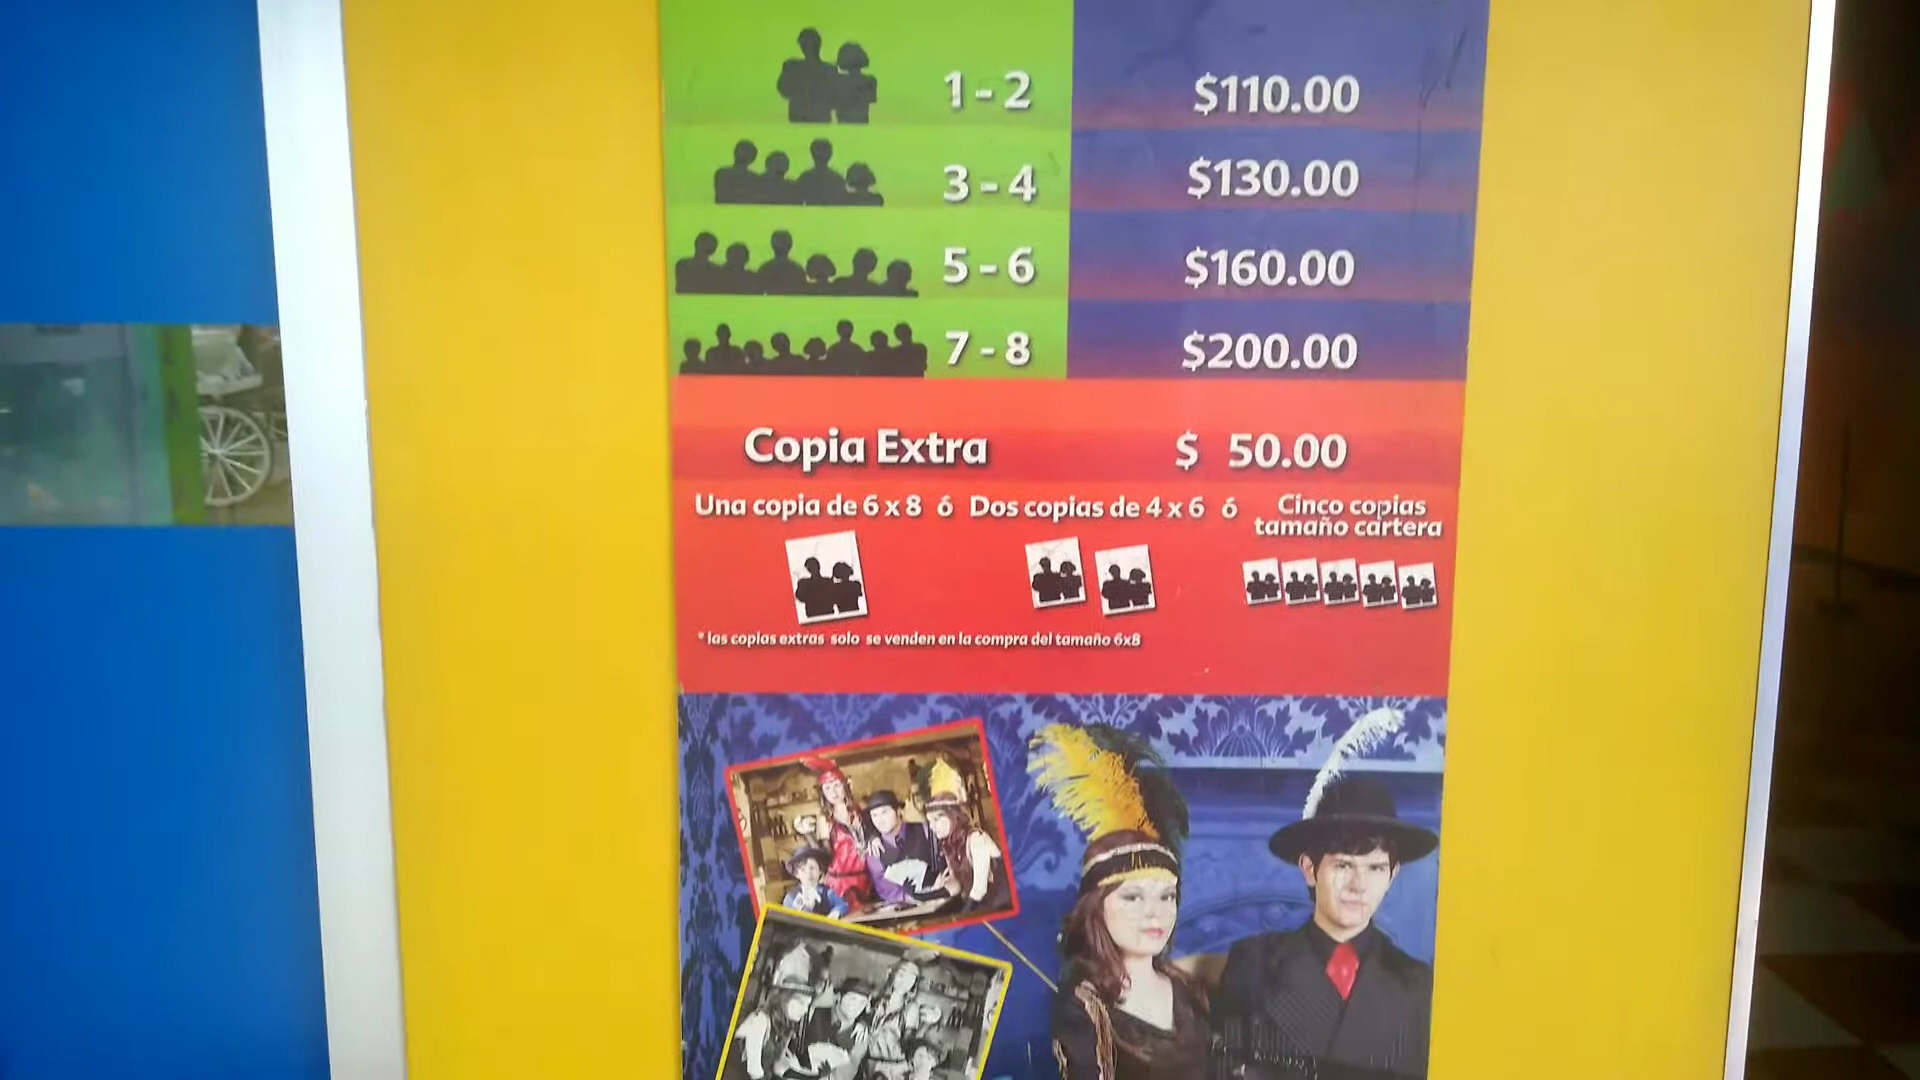 1 - 2 $110.00
3 - 4 $130.00
5 - 6 $160.00
7 - 8 $200.00
Copia Extra $ 50.00
Una copia de 6 x 8 ó Dos copias de 4 x 6 ó Cinco copias
tamaño cartera
* las copias extras solo se venden en la compra del tamaño 6x8